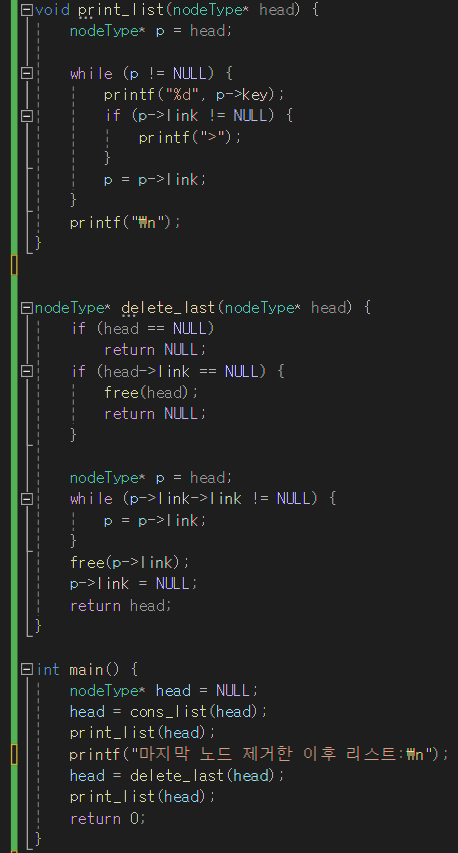 void print_list(nodeType* head) {
    nodeType* p = head;

    while (p != NULL) {
        printf("%d", p->key);
        if (p->link != NULL) {
            printf(">");
        }
        p = p->link;
    }
    printf("₩n");
}


nodeType* delete_last(nodeType* head) {
    if (head == NULL)
        return NULL;
    if (head->link == NULL) {
        free(head);
        return NULL;
    }

    nodeType* p = head;
    while (p->link->link != NULL) {
        p = p->link;
    }
    free(p->link);
    p->link = NULL;
    return head;
}

int main() {
    nodeType* head = NULL;
    head = cons_list(head);
    print_list(head);
    printf("마지막 노드 제거한 이후 리스트:₩n");
    head = delete_last(head);
    print_list(head);
    return 0;
}